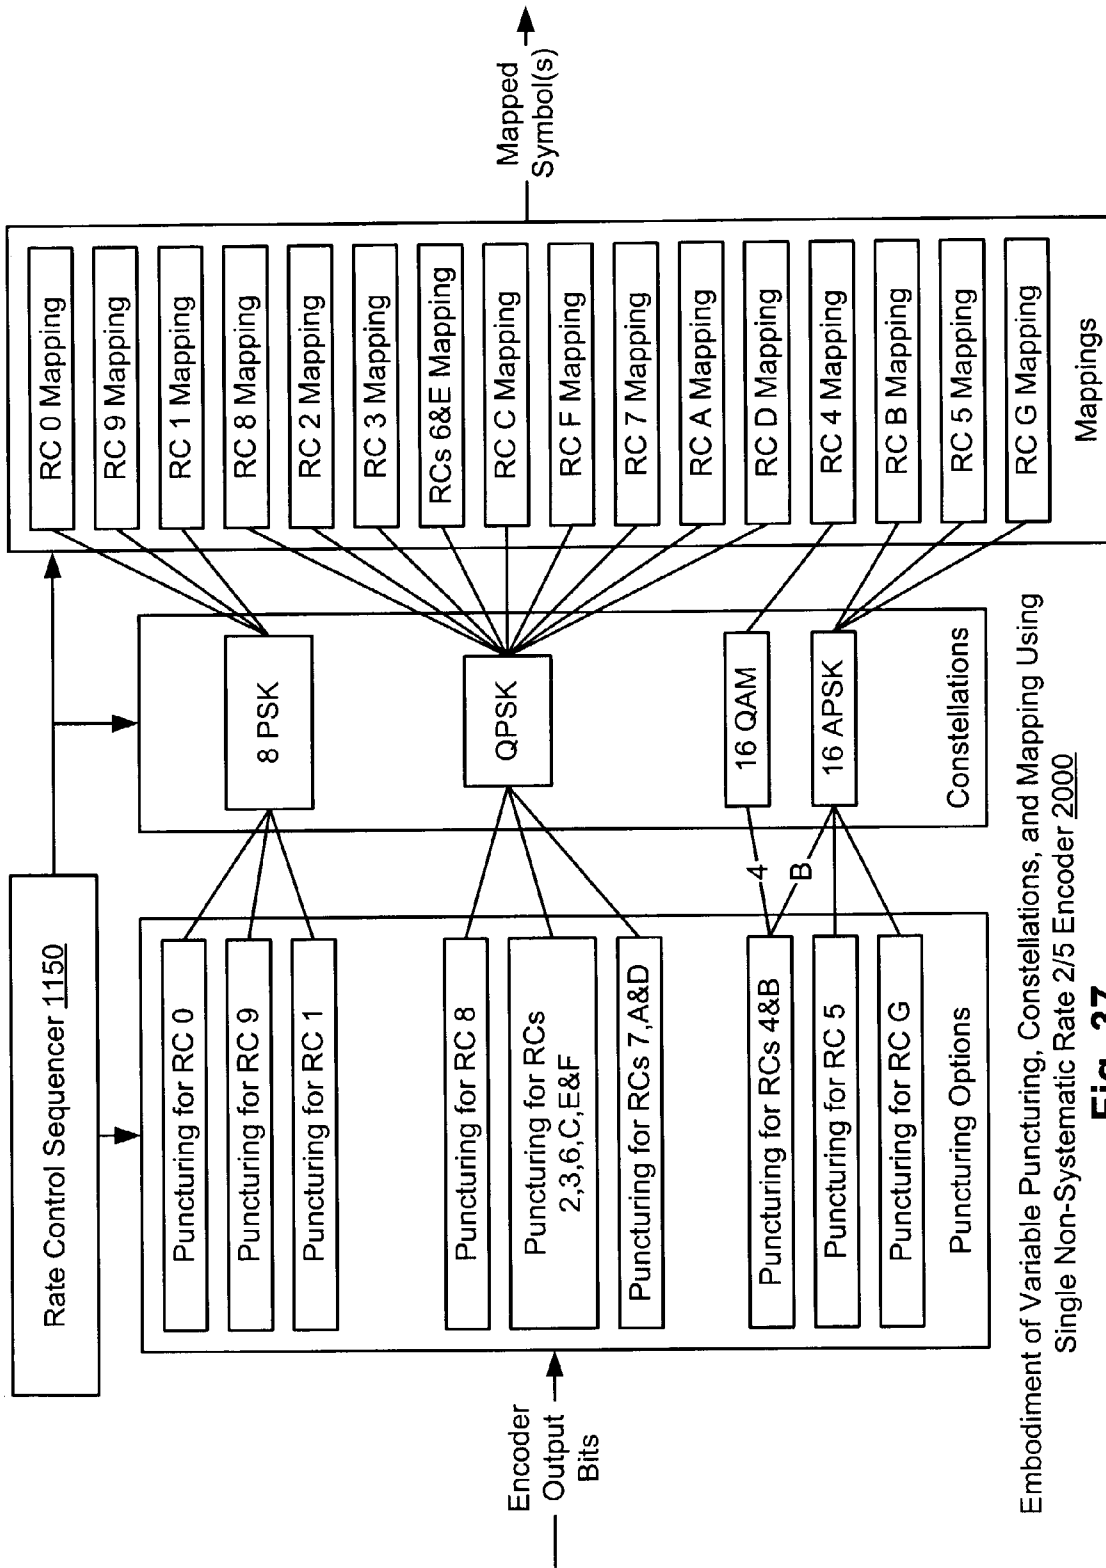 Rate Control Sequencer 1150
Encoder
Output
Bits
Puncturing for RC 0
Puncturing for RC 9
Puncturing for RC 1
Puncturing for RC 8
Puncturing for RCs
2,3,6,C,E&F
Puncturing for RCs 7,A&D
Puncturing for RCs 4&B
Puncturing for RC 5
Puncturing for RC G
Puncturing Options
4
B
8 PSK
QPSK
16 QAM
16 APSK
Constellations
RC 0 Mapping
RC 9 Mapping
RC 1 Mapping
RC 8 Mapping
RC 2 Mapping
RC 3 Mapping
RCs 6&E Mapping
RC C Mapping
RC F Mapping
RC 7 Mapping
RC A Mapping
RC D Mapping
RC 4 Mapping
RC B Mapping
RC 5 Mapping
RC G Mapping
Mappings
Mapped
Symbol(s)
Embodiment of Variable Puncturing, Constellations, and Mapping Using
Single Non-Systematic Rate 2/5 Encoder 2000
Fig. 37